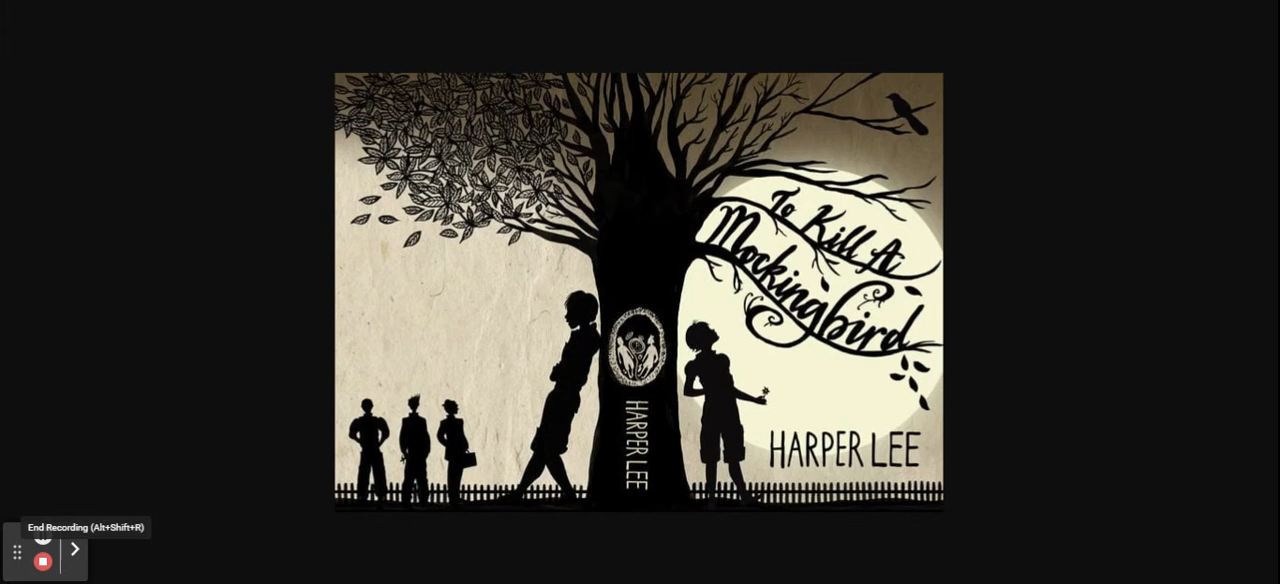 To Kill A
Mockingbird
HARPER LEE
HARPER LEE
End Recording (Alt+Shift+R)